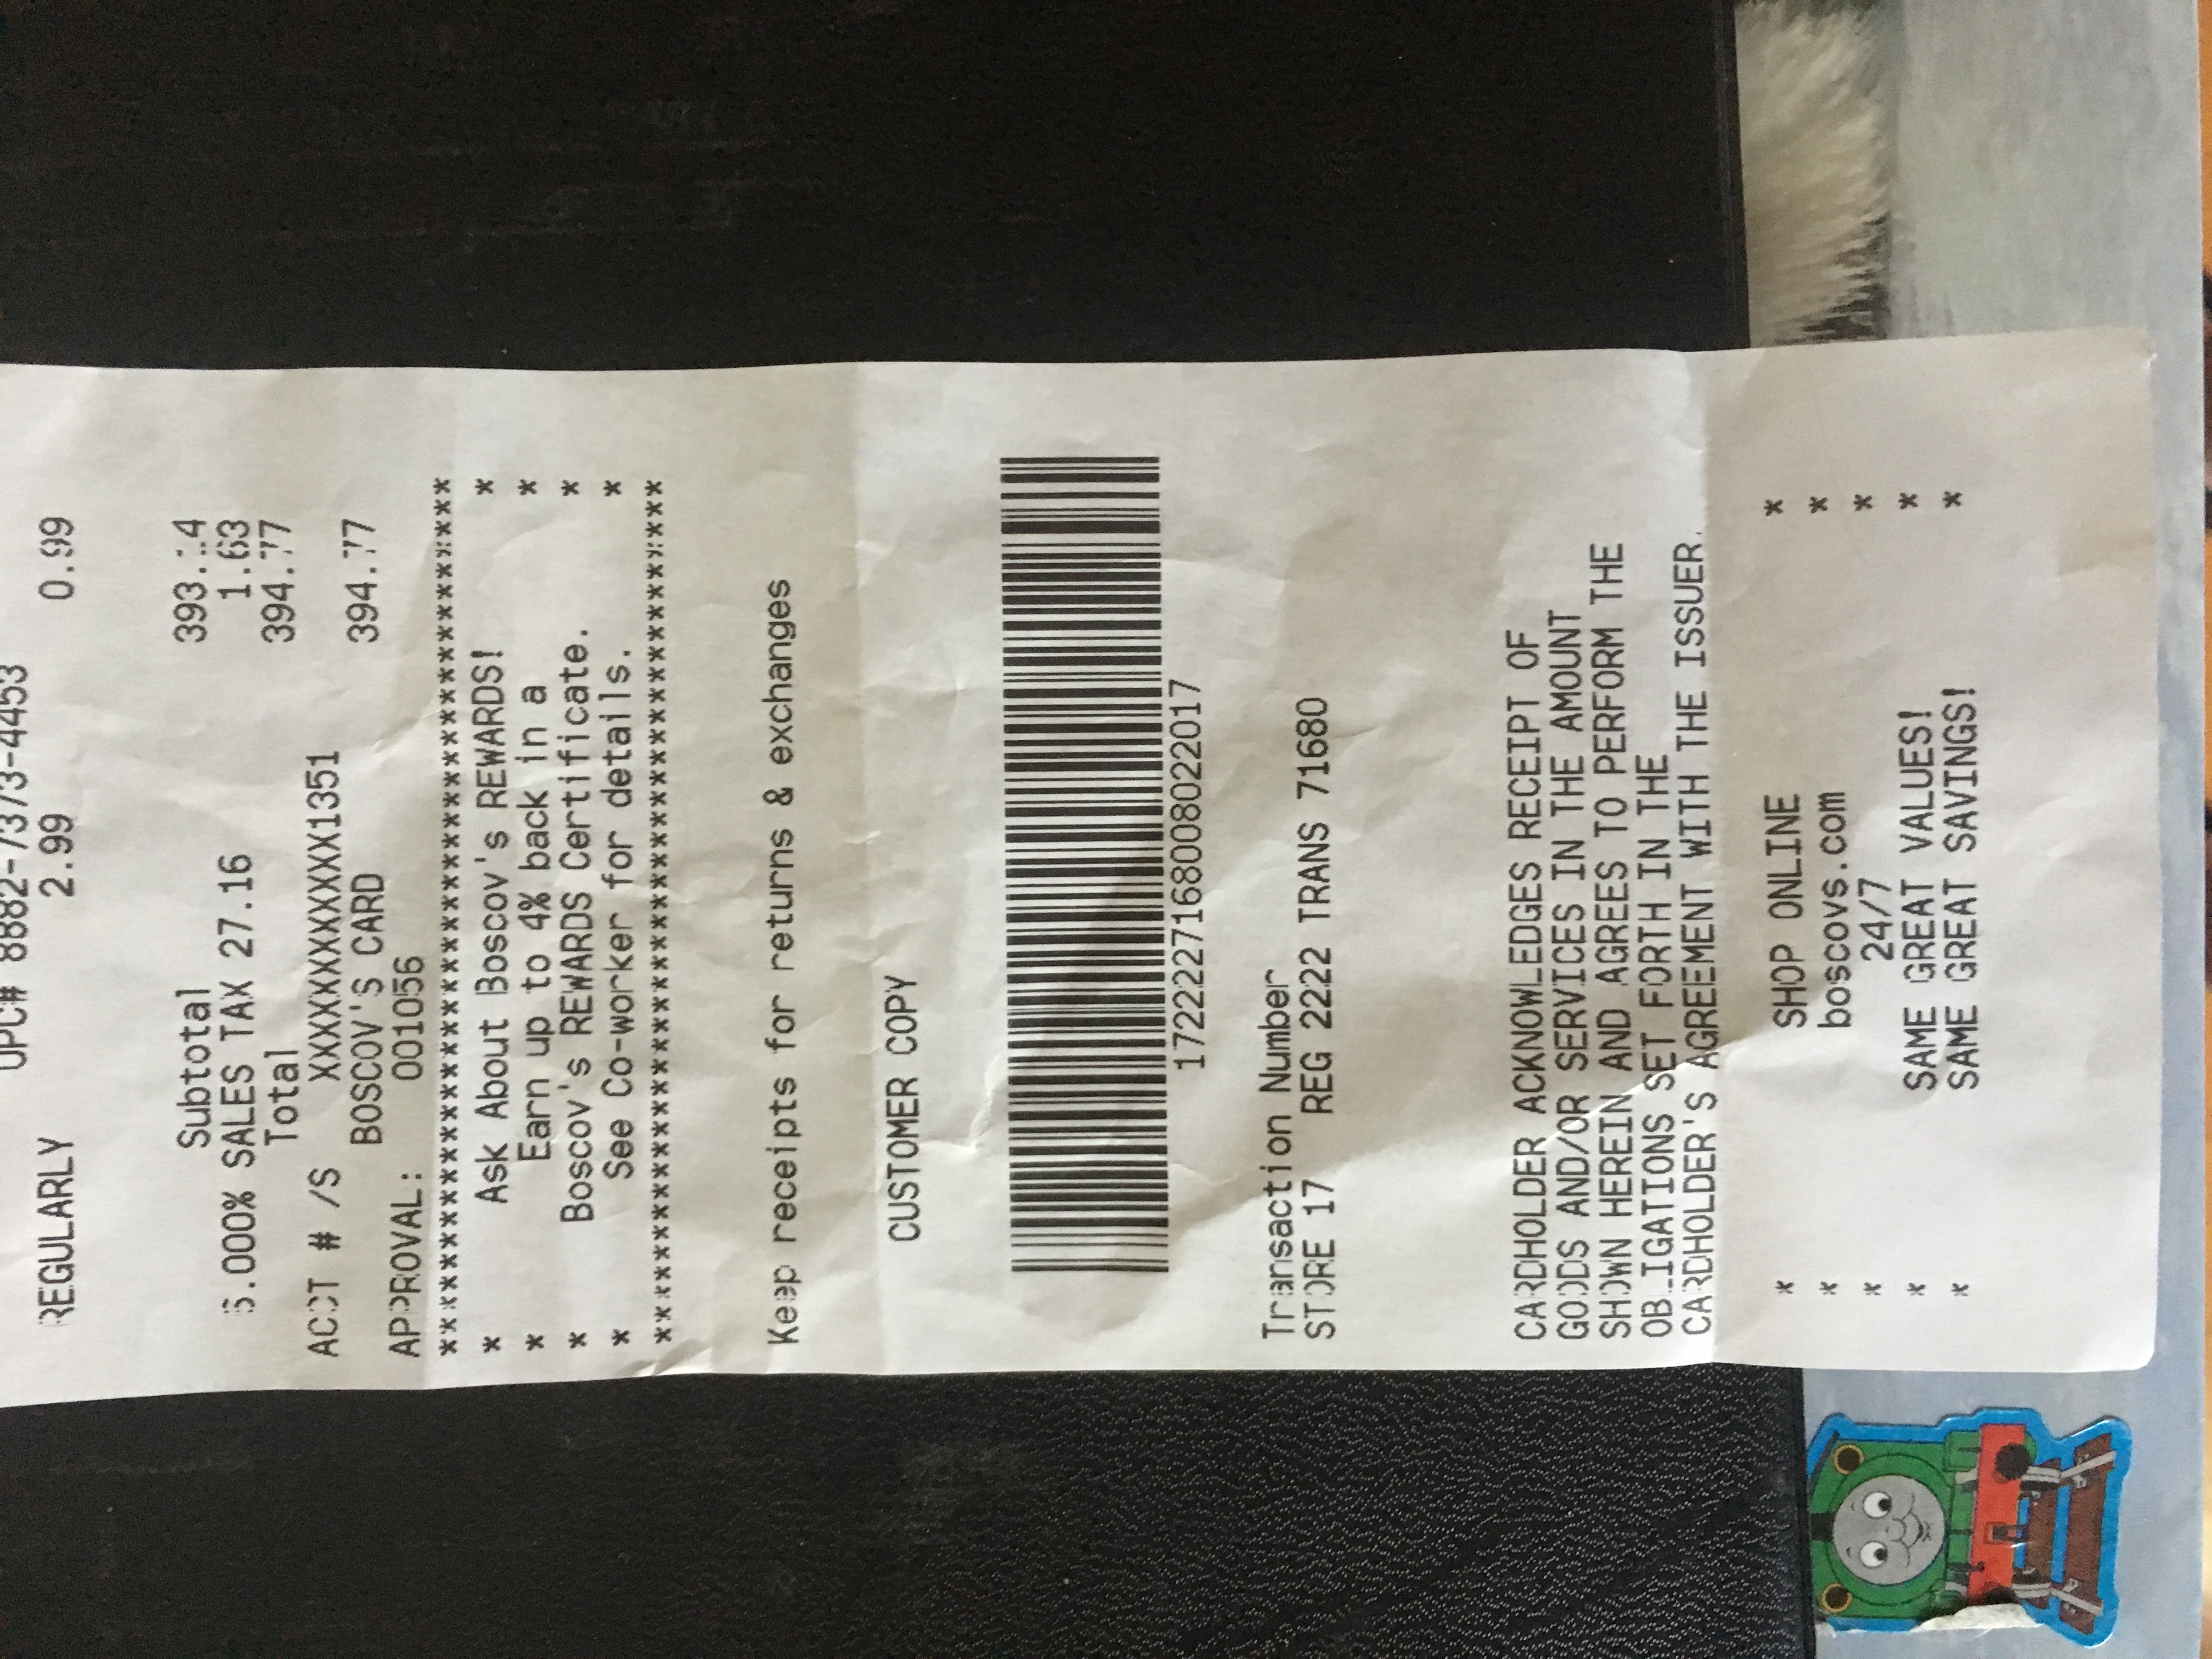 UPC# 8882-7373-4453
REGULARLY 2.99 0.99
Subtotal 393.14
6.000% SALES TAX 27.16 1.63
Total 394.77
ACCT # /S XXXXXXXXXXXX1351 394.77
BOSCOV'S CARD
APPROVAL: 001056
****************************************
* Ask About Boscov's REWARDS! *
* Earn up to 4% back in a *
* Boscov's REWARDS Certificate. *
* See Co-worker for details. *
****************************************
Keep receipts for returns & exchanges
CUSTOMER COPY
1722227168008022017
Transaction Number
STORE 17 REG 2222 TRANS 71680
CARDHOLDER ACKNOWLEDGES RECEIPT OF
GOODS AND/OR SERVICES IN THE AMOUNT
SHOWN HEREIN AND AGREES TO PERFORM THE
OBLIGATIONS SET FORTH IN THE
CARDHOLDER'S AGREEMENT WITH THE ISSUER.
* SHOP ONLINE *
* boscovs.com *
* 24/7 *
* SAME GREAT VALUES! *
* SAME GREAT SAVINGS! *